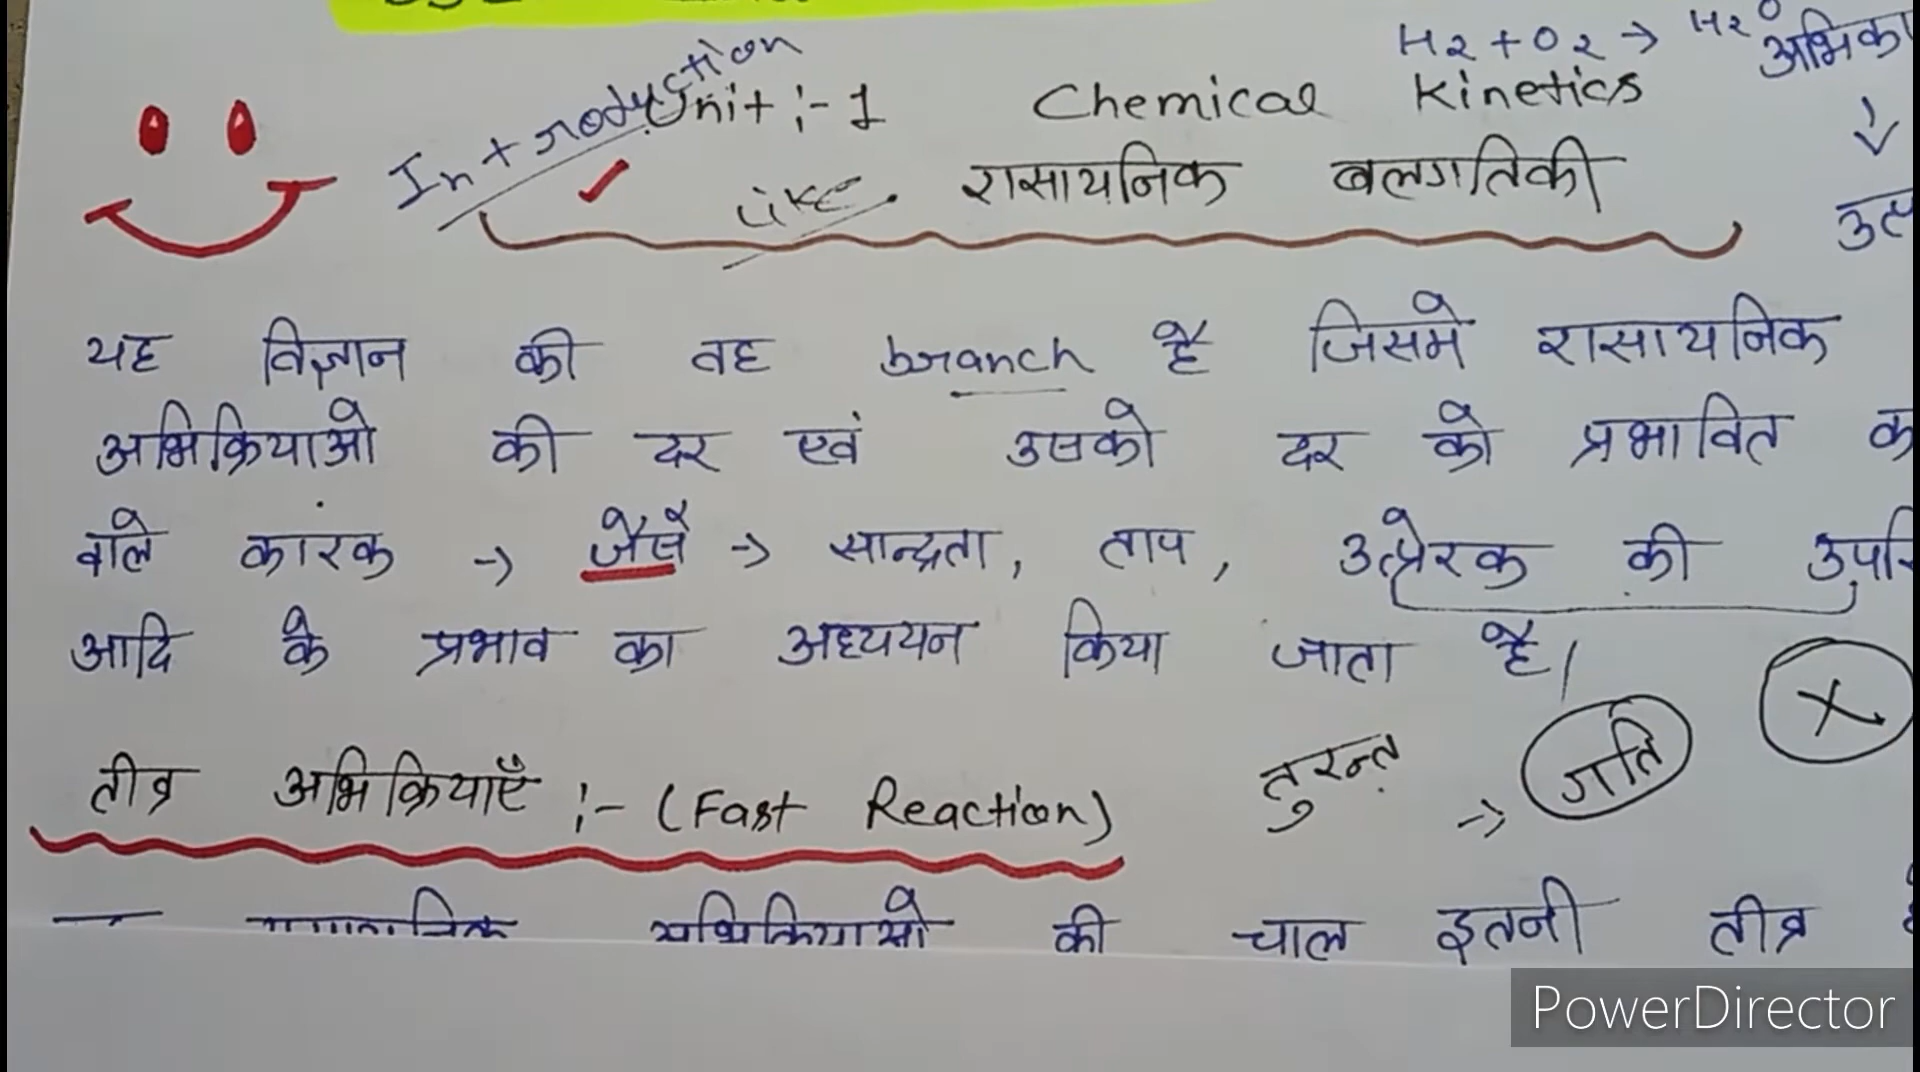 H2 + O2 → H2O
अभिका
Introduction
Unit :- 1 Chemical Kinetics
↓
Like रासायनिक बलगतिकी
उत्प
यह विज्ञान की वह branch है जिसमे रासायनिक
अभिक्रियाओ की दर एवं उसकी दर को प्रभावित क
वाले कारक → जैसे → सान्द्रता, ताप, उत्प्रेरक की उपस्
आदि के प्रभाव का अध्ययन किया जाता है।
तुरन्त → गति X
तीव्र अभिक्रियाएँ :- (Fast Reaction)
अभिक्रियाओ की चाल इतनी तीव्र
PowerDirector